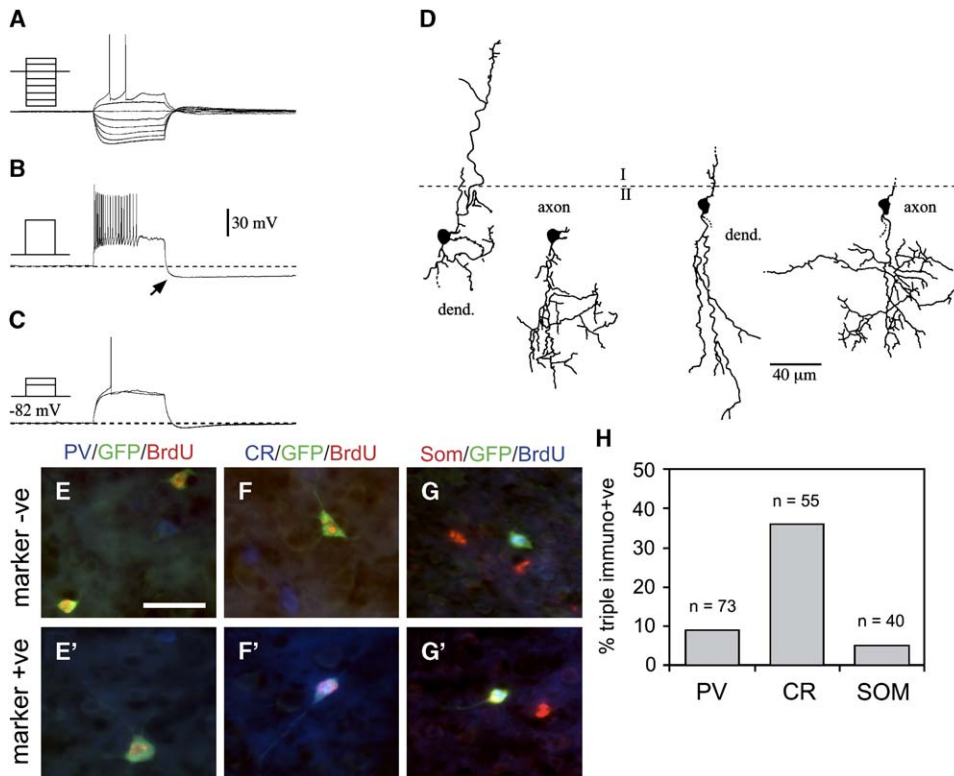 A
B
30 mV
C
-82 mV
D
I
II
axon
dend.
dend.
axon
40 µm
PV/GFP/BrdU
CR/GFP/BrdU
Som/GFP/BrdU
marker -ve
E
F
G
marker +ve
E'
F'
G'
H
% triple immuno+ve
50
40
30
20
10
0
n = 73
n = 55
n = 40
PV
CR
SOM